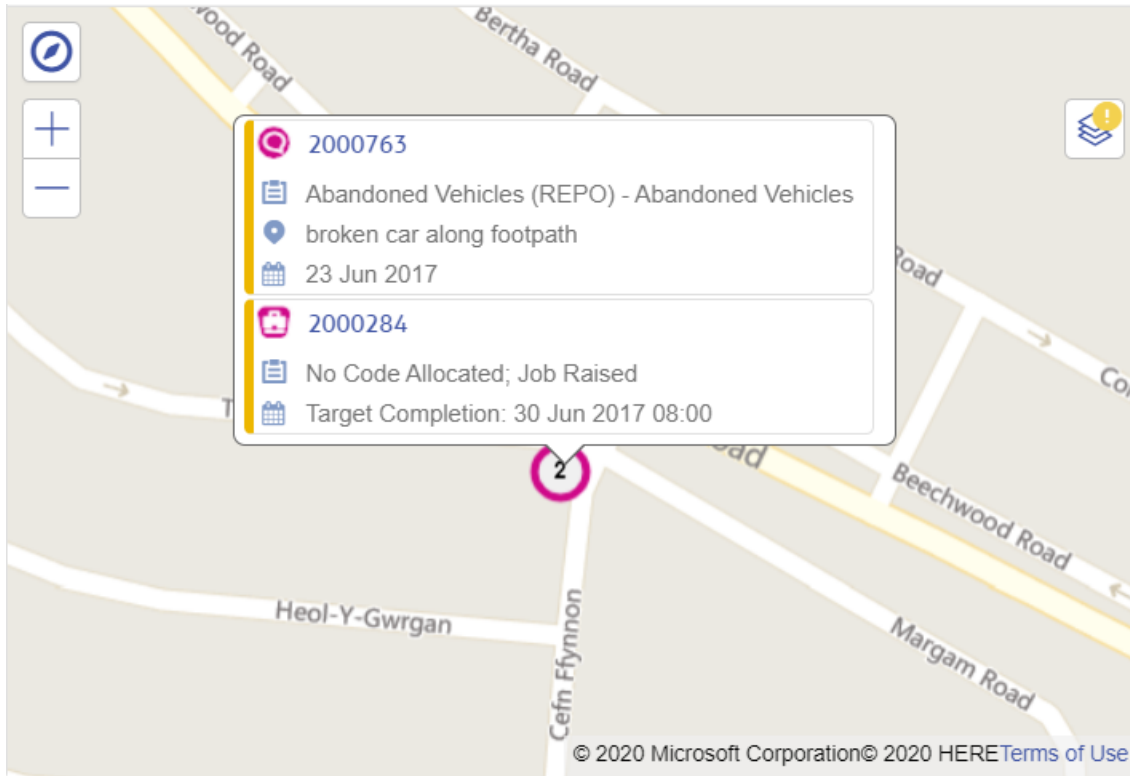 wood Road
Bertha Road
!
2000763
Abandoned Vehicles (REPO) - Abandoned Vehicles
broken car along footpath
23 Jun 2017
Road
2000284
No Code Allocated; Job Raised
Target Completion: 30 Jun 2017 08:00
2
Beechwood Road
Heol-Y-Gwrgan
Cefn Ffynnon
Margam Road
© 2020 Microsoft Corporation© 2020 HERETerms of Use